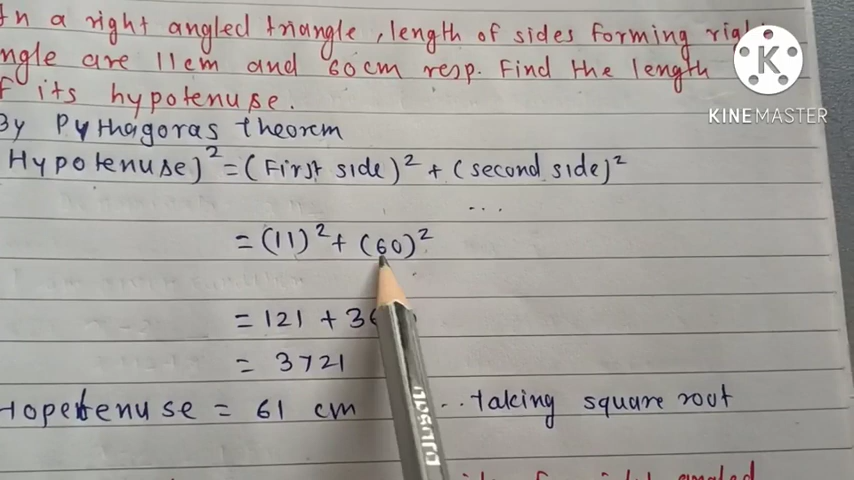 In a right angled triangle, length of sides forming right
ngle are 11cm and 60cm resp. Find the length
f its hypotenuse.
By Pythagoras theorem
Hypotenuse)² = (First side)² + (second side)²
...
= (11)² + (60)²
= 121 + 36
= 3721
Hopetenuse = 61 cm ...taking square root
K
KINEMASTER